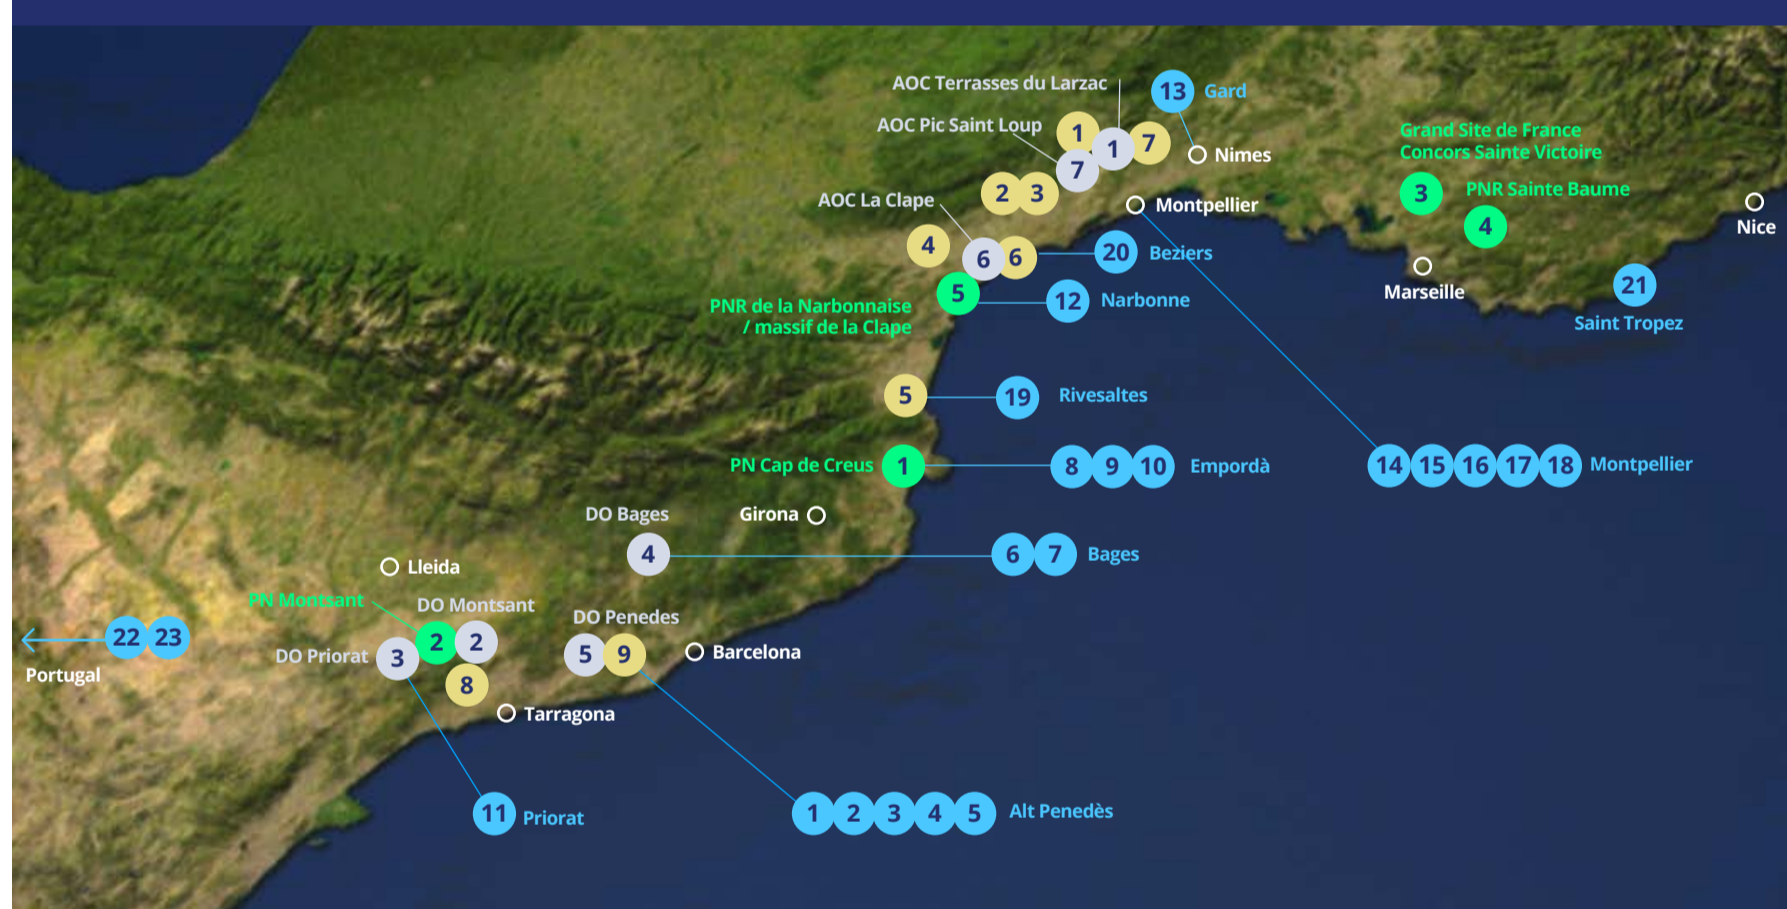 AOC Terrasses du Larzac
13 Gard
AOC Pic Saint Loup
1
1
7
7
Nimes
Grand Site de France
Concors Sainte Victoire
3
PNR Sainte Baume
4
Nice
2 3
AOC La Clape
Montpellier
4
6 6
20 Beziers
Marseille
21
Saint Tropez
PNR de la Narbonnaise
/ massif de la Clape
5
12 Narbonne
5
19 Rivesaltes
PN Cap de Creus 1
8 9 10 Empordà
14 15 16 17 18 Montpellier
DO Bages
Girona
4
6 7 Bages
Lleida
PN Montsant
DO Montsant
DO Penedes
22 23
Portugal
DO Priorat 3
2 2
8
5 9
Barcelona
Tarragona
11 Priorat
1 2 3 4 5 Alt Penedès